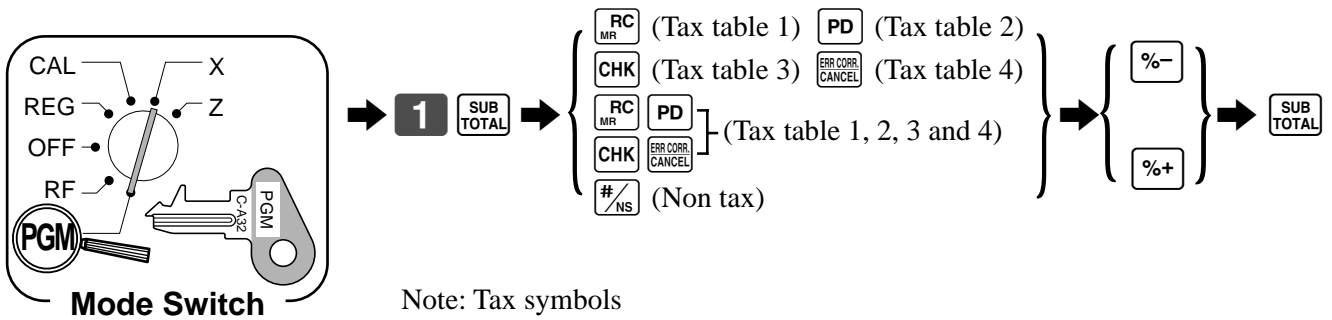 CAL
X
REG
Z
OFF
RF
PGM
PGM
C-A32
Mode Switch
1
SUB TOTAL
RC MR (Tax table 1) PD (Tax table 2)
CHK (Tax table 3) ERR CORR. CANCEL (Tax table 4)
RC MR PD
CHK ERR CORR. CANCEL
(Tax table 1, 2, 3 and 4)
#/NS (Non tax)
%−
%+
SUB TOTAL
Note: Tax symbols